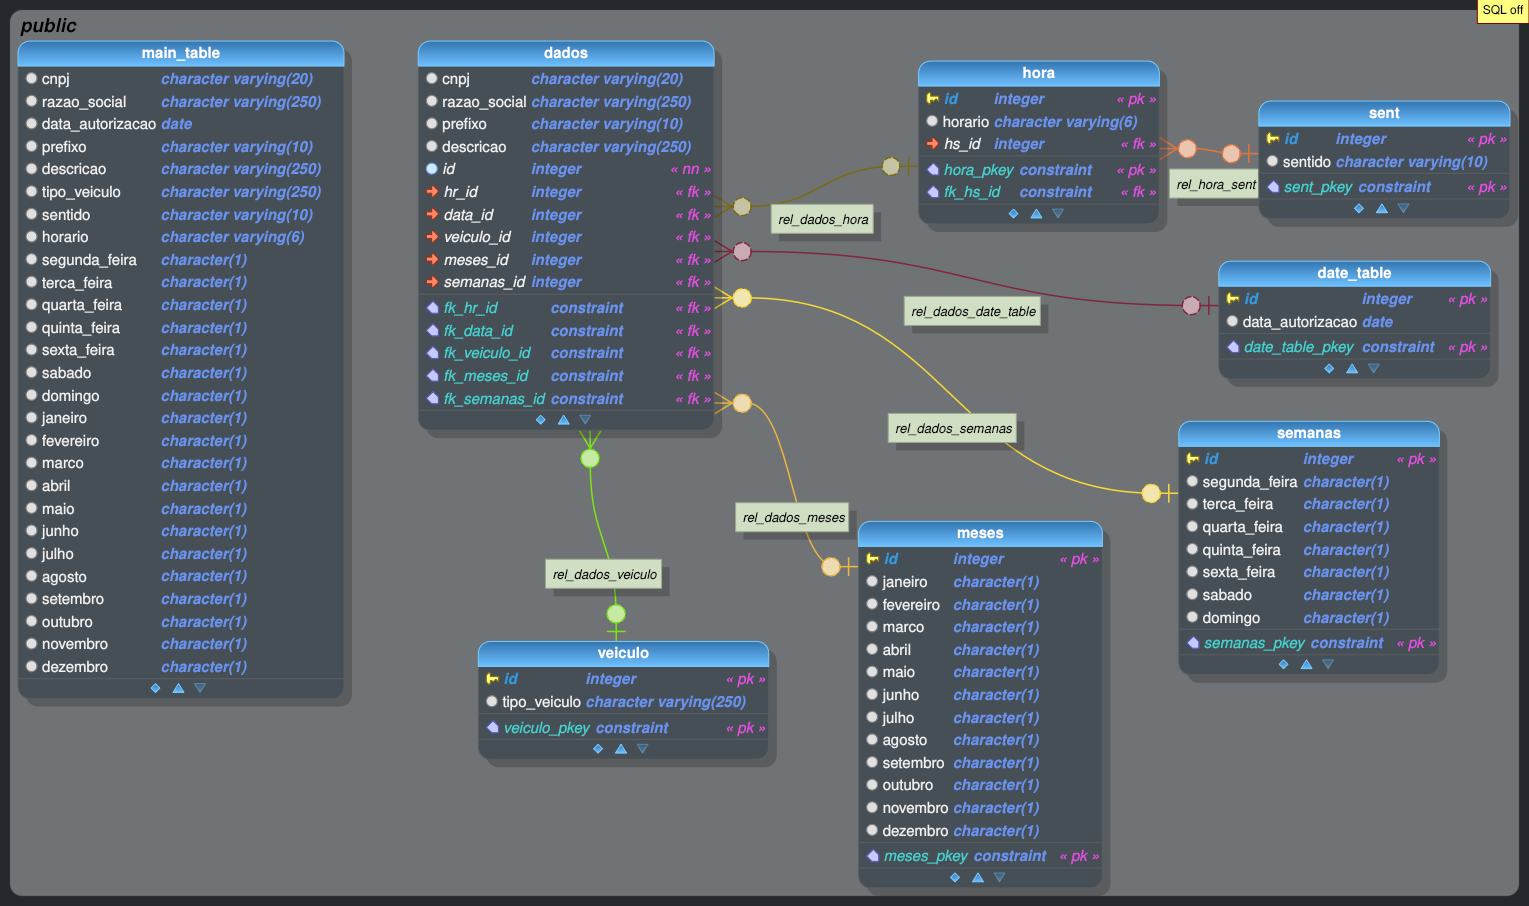 SQL off
public
main_table
cnpj character varying(20)
razao_social character varying(250)
data_autorizacao date
prefixo character varying(10)
descricao character varying(250)
tipo_veiculo character varying(250)
sentido character varying(10)
horario character varying(6)
segunda_feira character(1)
terca_feira character(1)
quarta_feira character(1)
quinta_feira character(1)
sexta_feira character(1)
sabado character(1)
domingo character(1)
janeiro character(1)
fevereiro character(1)
marco character(1)
abril character(1)
maio character(1)
junho character(1)
julho character(1)
agosto character(1)
setembro character(1)
outubro character(1)
novembro character(1)
dezembro character(1)
dados
cnpj character varying(20)
razao_social character varying(250)
prefixo character varying(10)
descricao character varying(250)
id integer « nn »
hr_id integer « fk »
data_id integer « fk »
veiculo_id integer « fk »
meses_id integer « fk »
semanas_id integer « fk »
fk_hr_id constraint « fk »
fk_data_id constraint « fk »
fk_veiculo_id constraint « fk »
fk_meses_id constraint « fk »
fk_semanas_id constraint « fk »
hora
id integer « pk »
horario character varying(6)
hs_id integer « fk »
hora_pkey constraint « pk »
fk_hs_id constraint « fk »
sent
id integer « pk »
sentido character varying(10)
sent_pkey constraint « pk »
rel_hora_sent
rel_dados_hora
date_table
id integer « pk »
data_autorizacao date
date_table_pkey constraint « pk »
rel_dados_date_table
rel_dados_semanas
semanas
id integer « pk »
segunda_feira character(1)
terca_feira character(1)
quarta_feira character(1)
quinta_feira character(1)
sexta_feira character(1)
sabado character(1)
domingo character(1)
semanas_pkey constraint « pk »
rel_dados_meses
meses
id integer « pk »
janeiro character(1)
fevereiro character(1)
marco character(1)
abril character(1)
maio character(1)
junho character(1)
julho character(1)
agosto character(1)
setembro character(1)
outubro character(1)
novembro character(1)
dezembro character(1)
meses_pkey constraint « pk »
rel_dados_veiculo
veiculo
id integer « pk »
tipo_veiculo character varying(250)
veiculo_pkey constraint « pk »